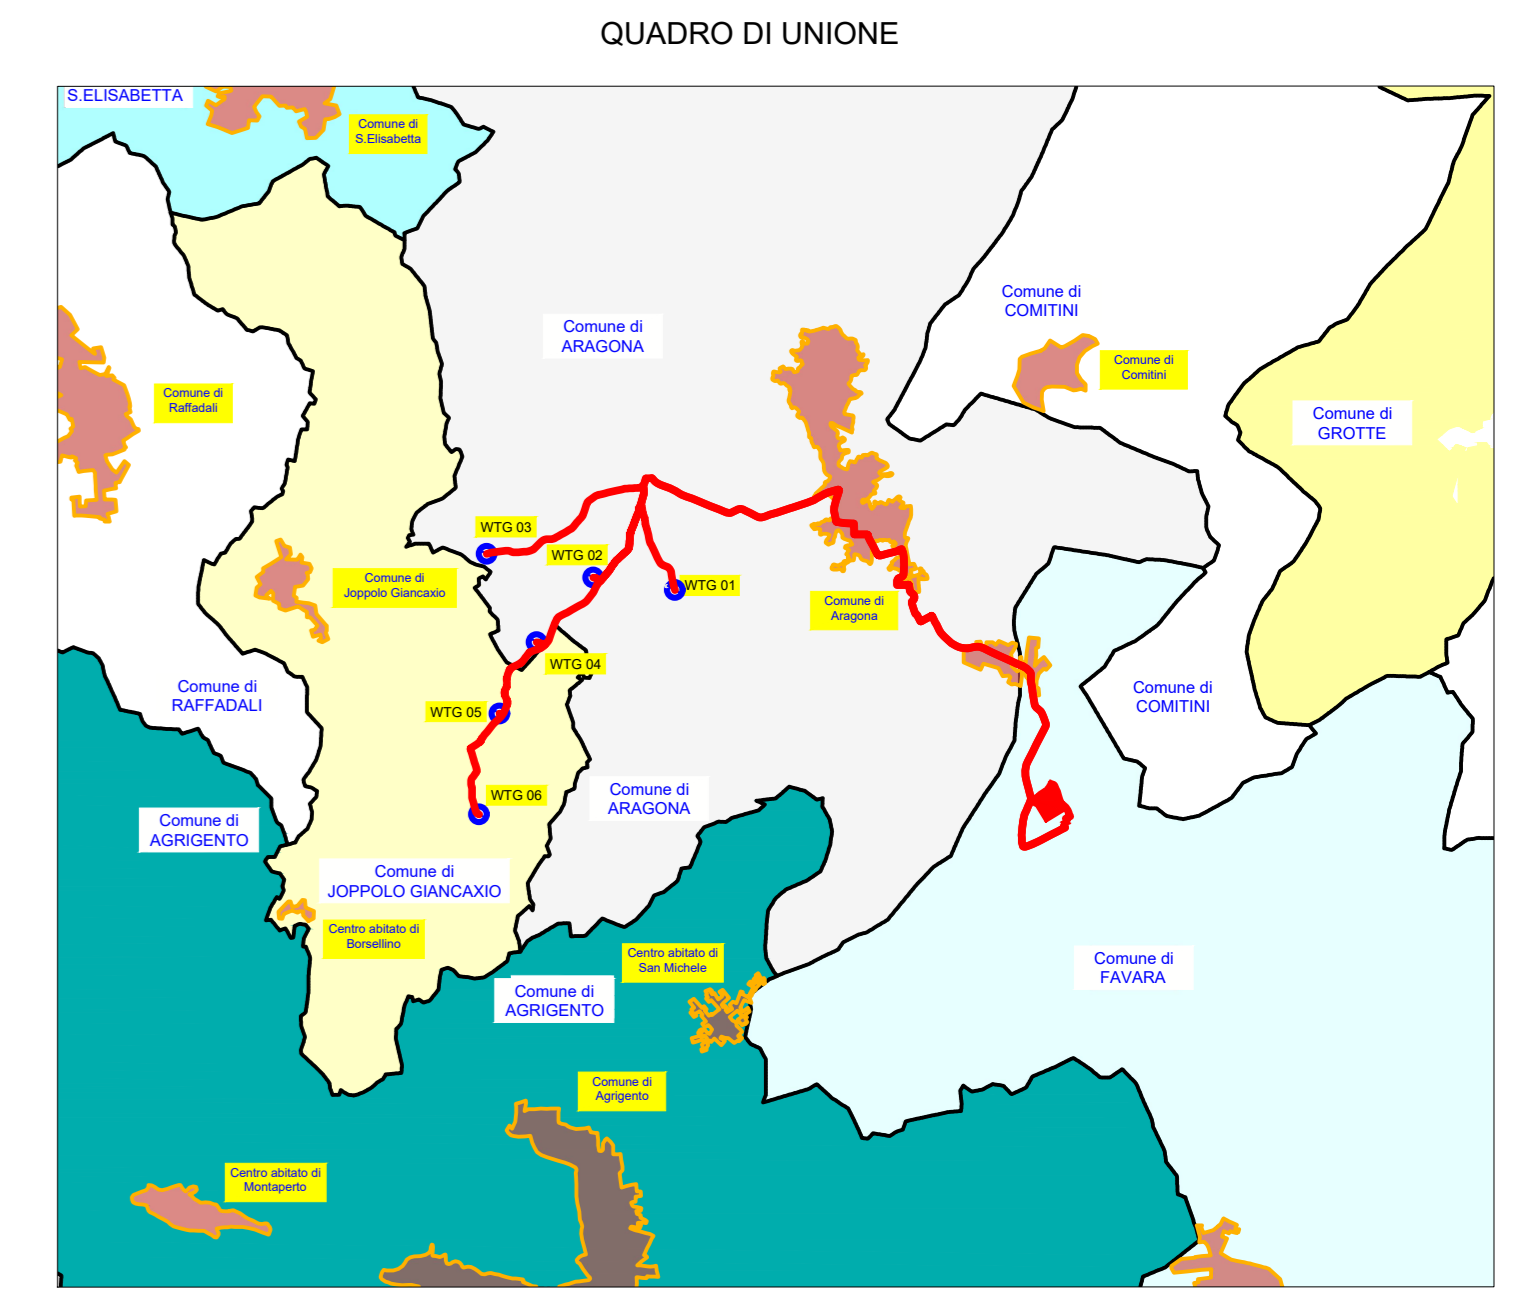 QUADRO DI UNIONE
S.ELISABETTA
Comune di
S.Elisabetta
Comune di
COMITINI
Comune di
ARAGONA
Comune di
Comitini
Comune di
Raffadali
Comune di
GROTTE
WTG 03
WTG 02
Comune di
Joppolo Giancaxio
WTG 01
Comune di
Aragona
WTG 04
Comune di
RAFFADALI
Comune di
COMITINI
WTG 05
WTG 06
Comune di
ARAGONA
Comune di
AGRIGENTO
Comune di
JOPPOLO GIANCAXIO
Centro abitato di
Borsellino
Centro abitato di
San Michele
Comune di
FAVARA
Comune di
AGRIGENTO
Comune di
Agrigento
Centro abitato di
Montaperto